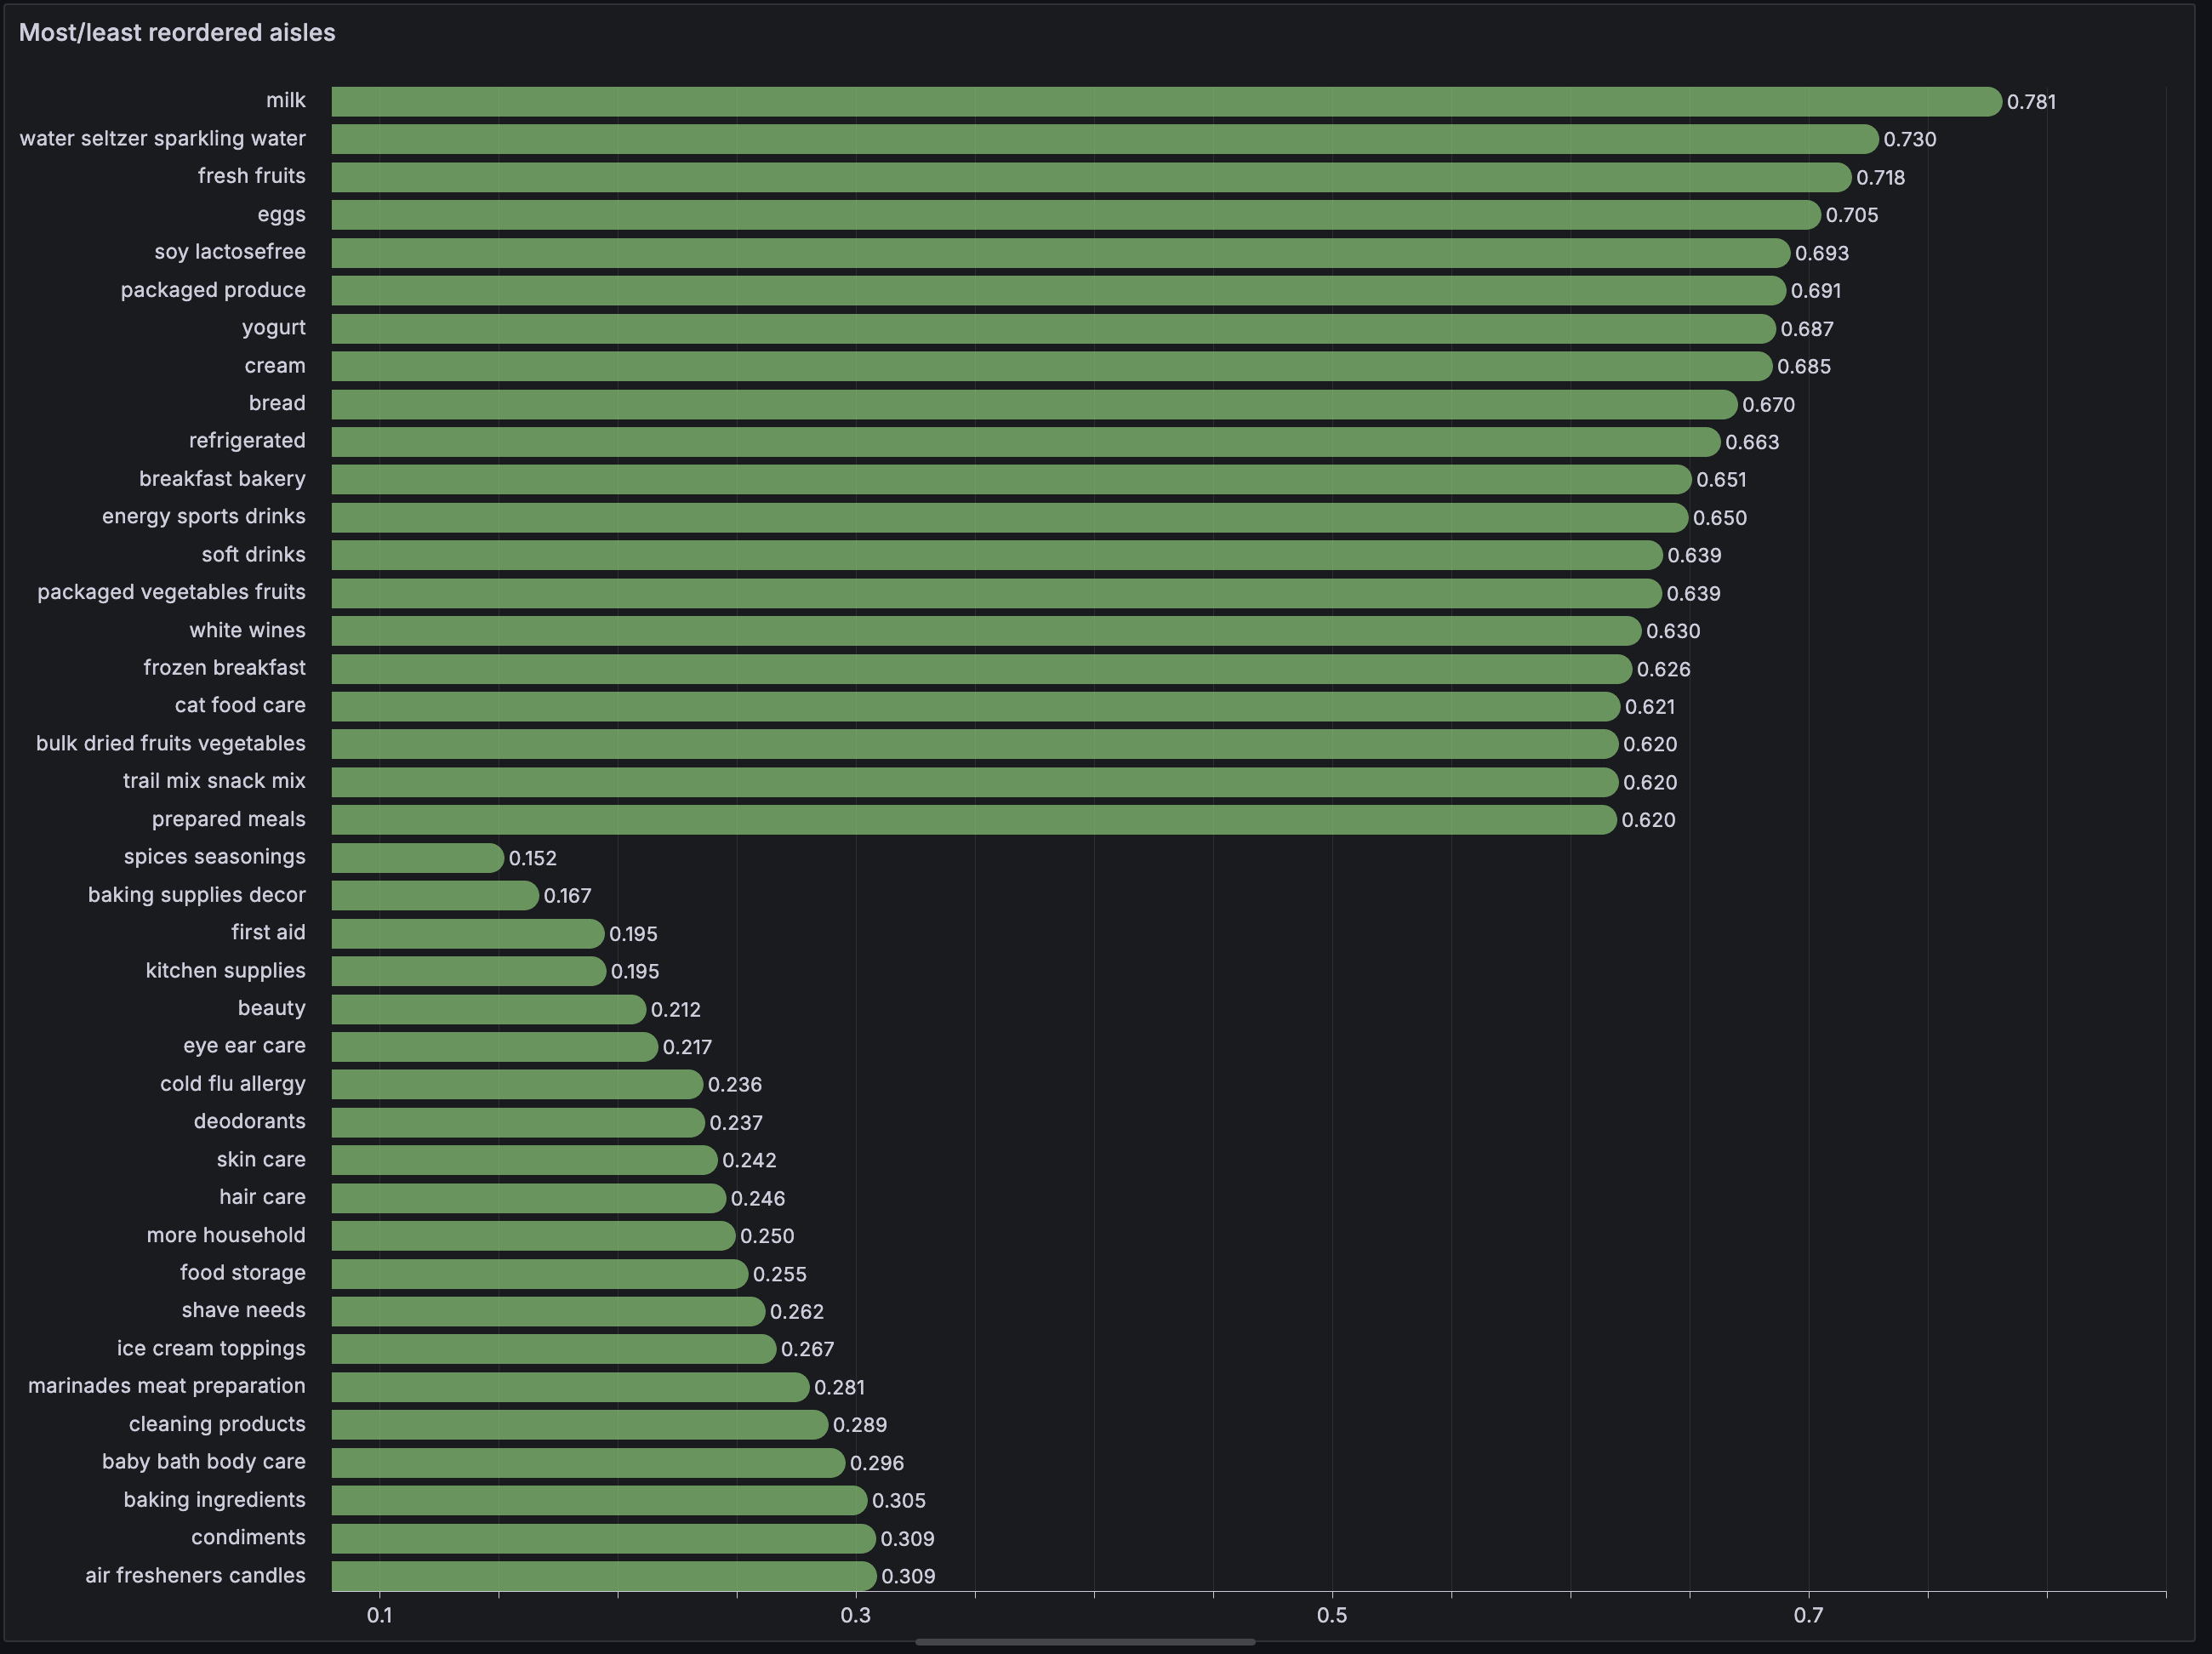 Most/least reordered aisles
milk 0.781
water seltzer sparkling water 0.730
fresh fruits 0.718
eggs 0.705
soy lactosefree 0.693
packaged produce 0.691
yogurt 0.687
cream 0.685
bread 0.670
refrigerated 0.663
breakfast bakery 0.651
energy sports drinks 0.650
soft drinks 0.639
packaged vegetables fruits 0.639
white wines 0.630
frozen breakfast 0.626
cat food care 0.621
bulk dried fruits vegetables 0.620
trail mix snack mix 0.620
prepared meals 0.620
spices seasonings 0.152
baking supplies decor 0.167
first aid 0.195
kitchen supplies 0.195
beauty 0.212
eye ear care 0.217
cold flu allergy 0.236
deodorants 0.237
skin care 0.242
hair care 0.246
more household 0.250
food storage 0.255
shave needs 0.262
ice cream toppings 0.267
marinades meat preparation 0.281
cleaning products 0.289
baby bath body care 0.296
baking ingredients 0.305
condiments 0.309
air fresheners candles 0.309
0.1 0.3 0.5 0.7